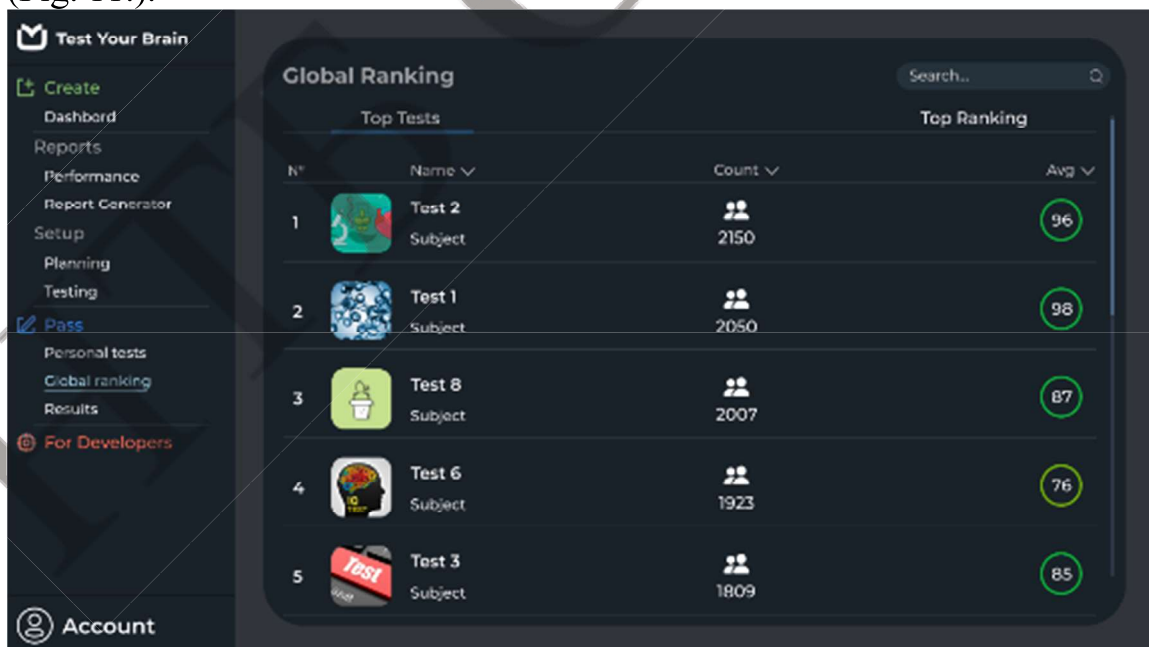 Test Your Brain
Create
Dashbord
Reports
Performance
Report Generator
Setup
Planning
Testing
Pass
Personal tests
Global ranking
Results
For Developers
Account
Global Ranking
Search..
Top Tests
Top Ranking
N° Name Count Avg
1 Test 2 Subject 2150 96
2 Test 1 Subject 2050 98
3 Test 8 Subject 2007 87
4 Test 6 Subject 1923 76
5 Test 3 Subject 1809 85
Test